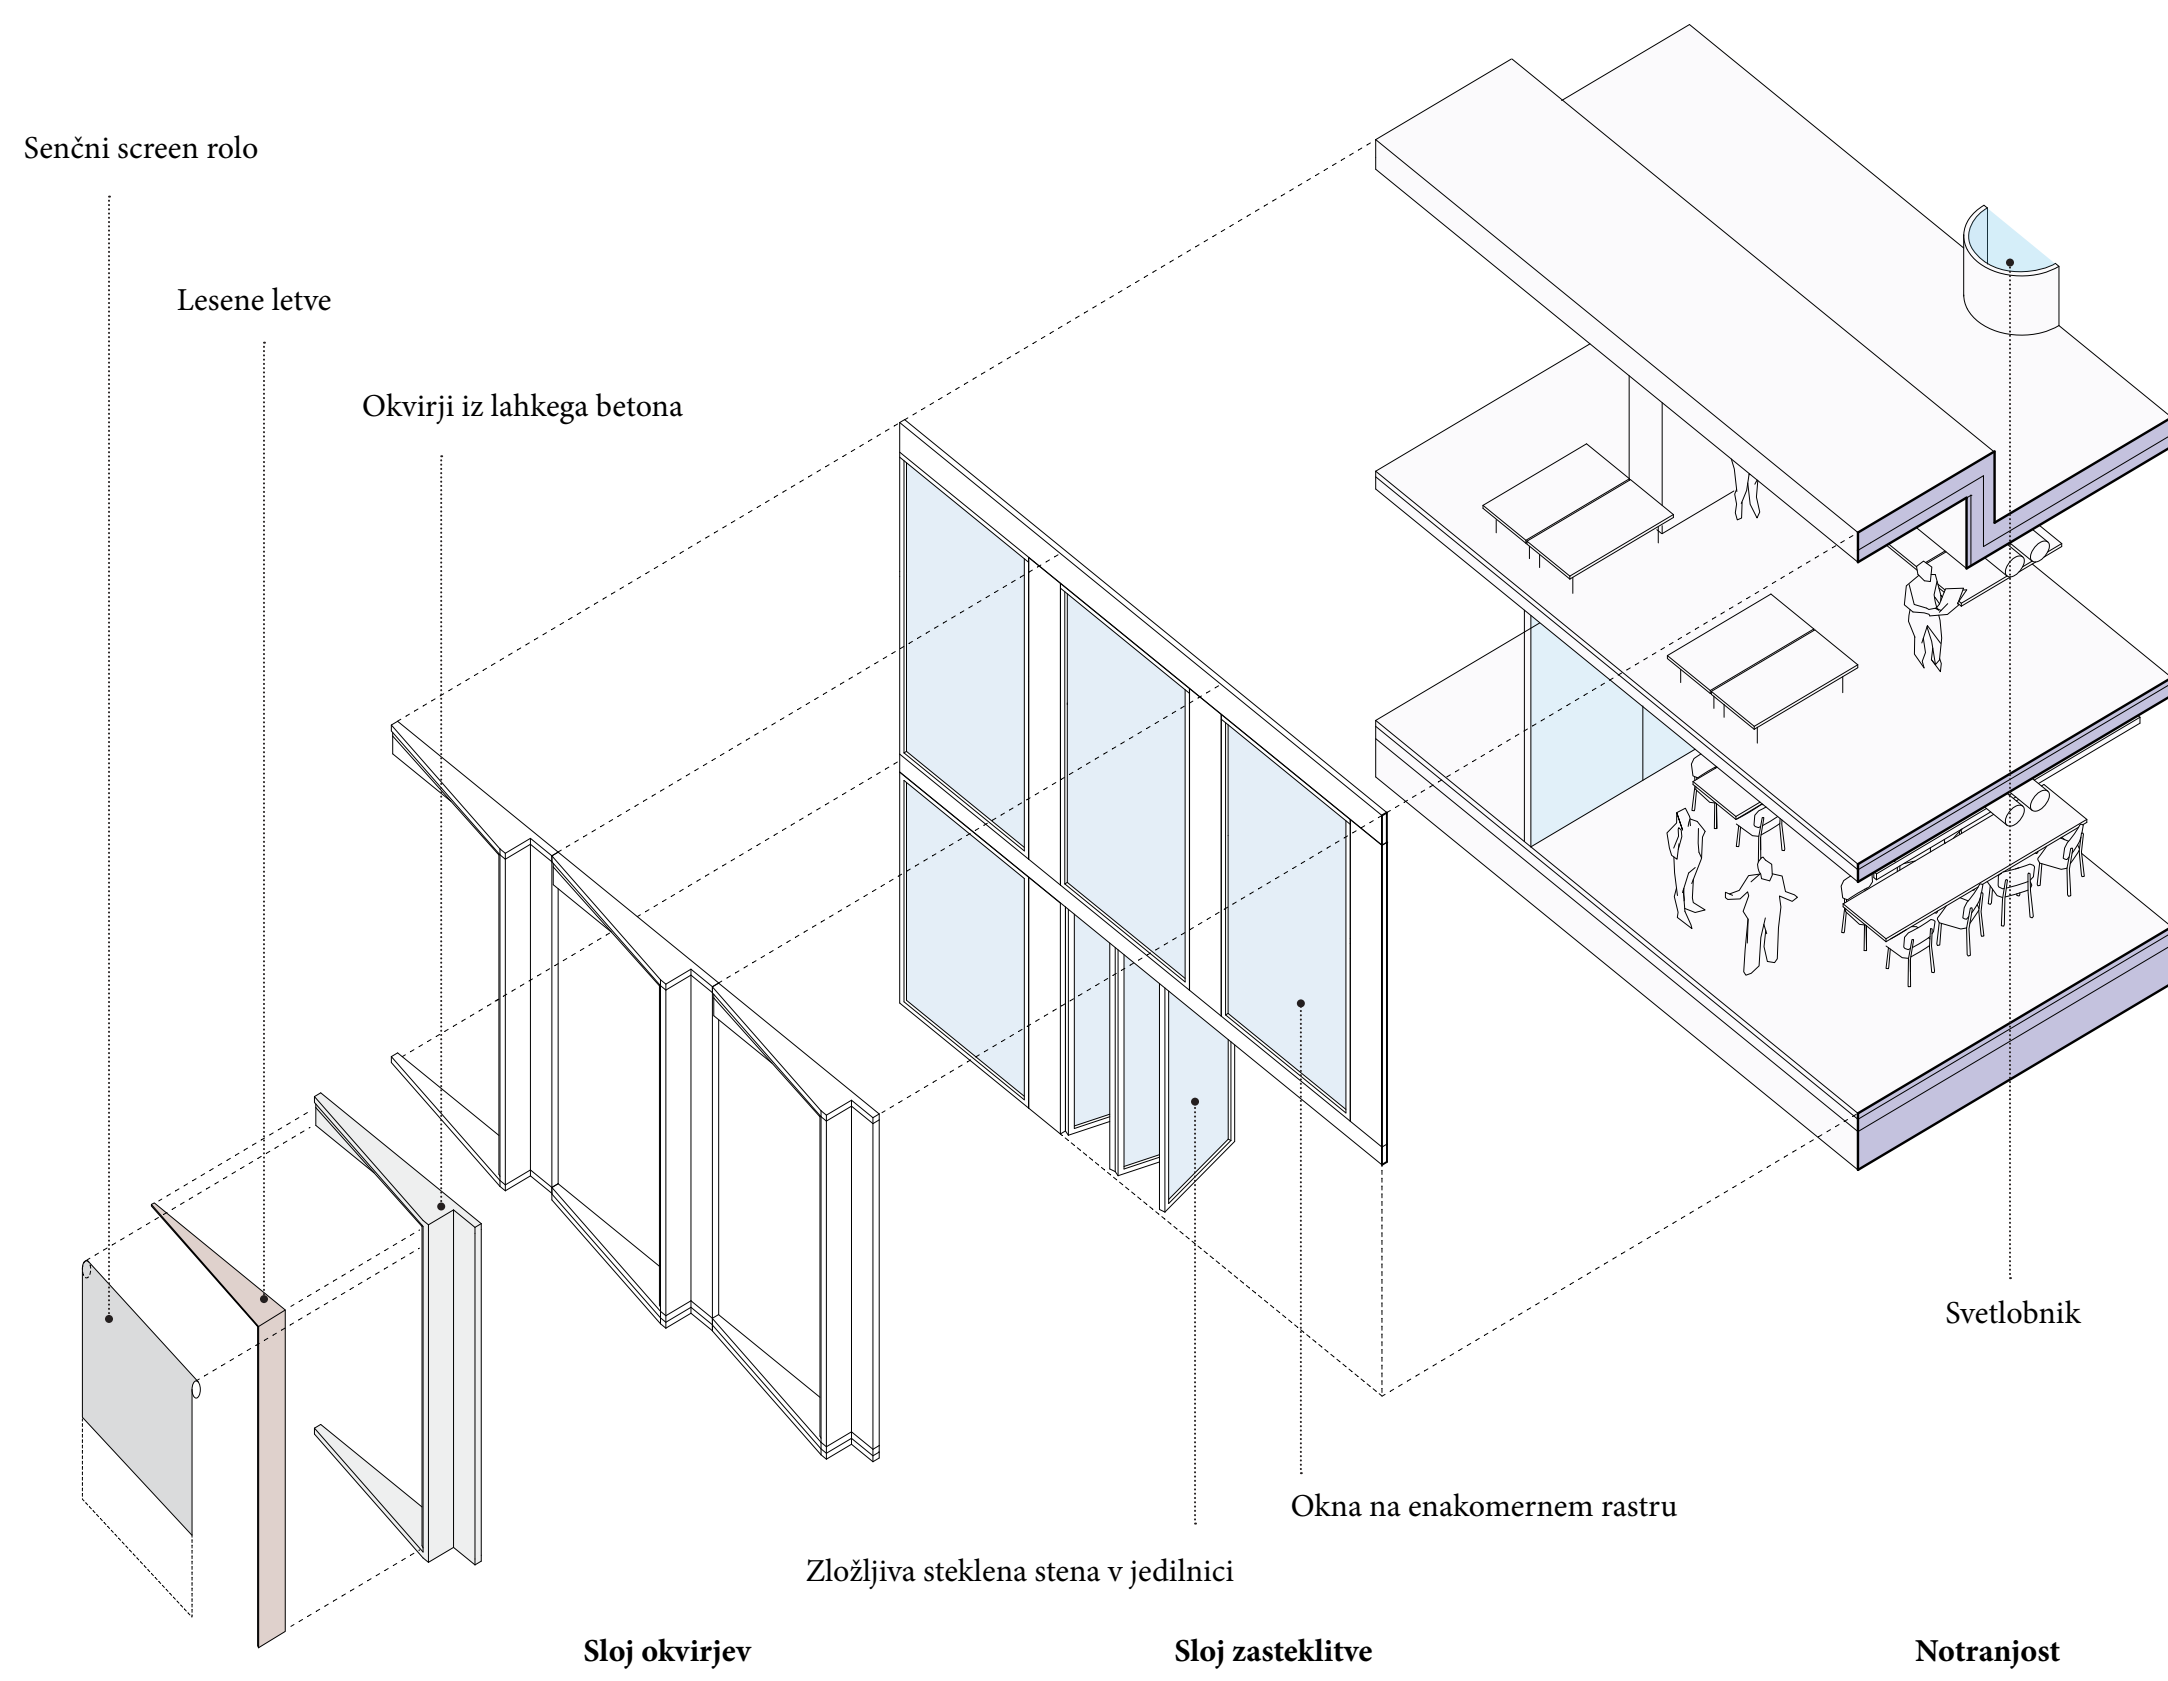 Senčni screen rolo
Lesene letve
Okvirji iz lahkega betona
Svetlobnik
Okna na enakomernem rastru
Zložljiva steklena stena v jedilnici
Sloj okvirjev
Sloj zasteklitve
Notranjost